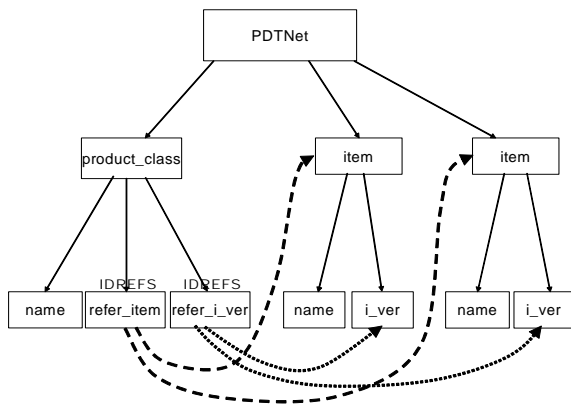 PDTNet
product_class
item
item
IDREFS
IDREFS
name
refer_item
refer_i_ver
name
i_ver
name
i_ver